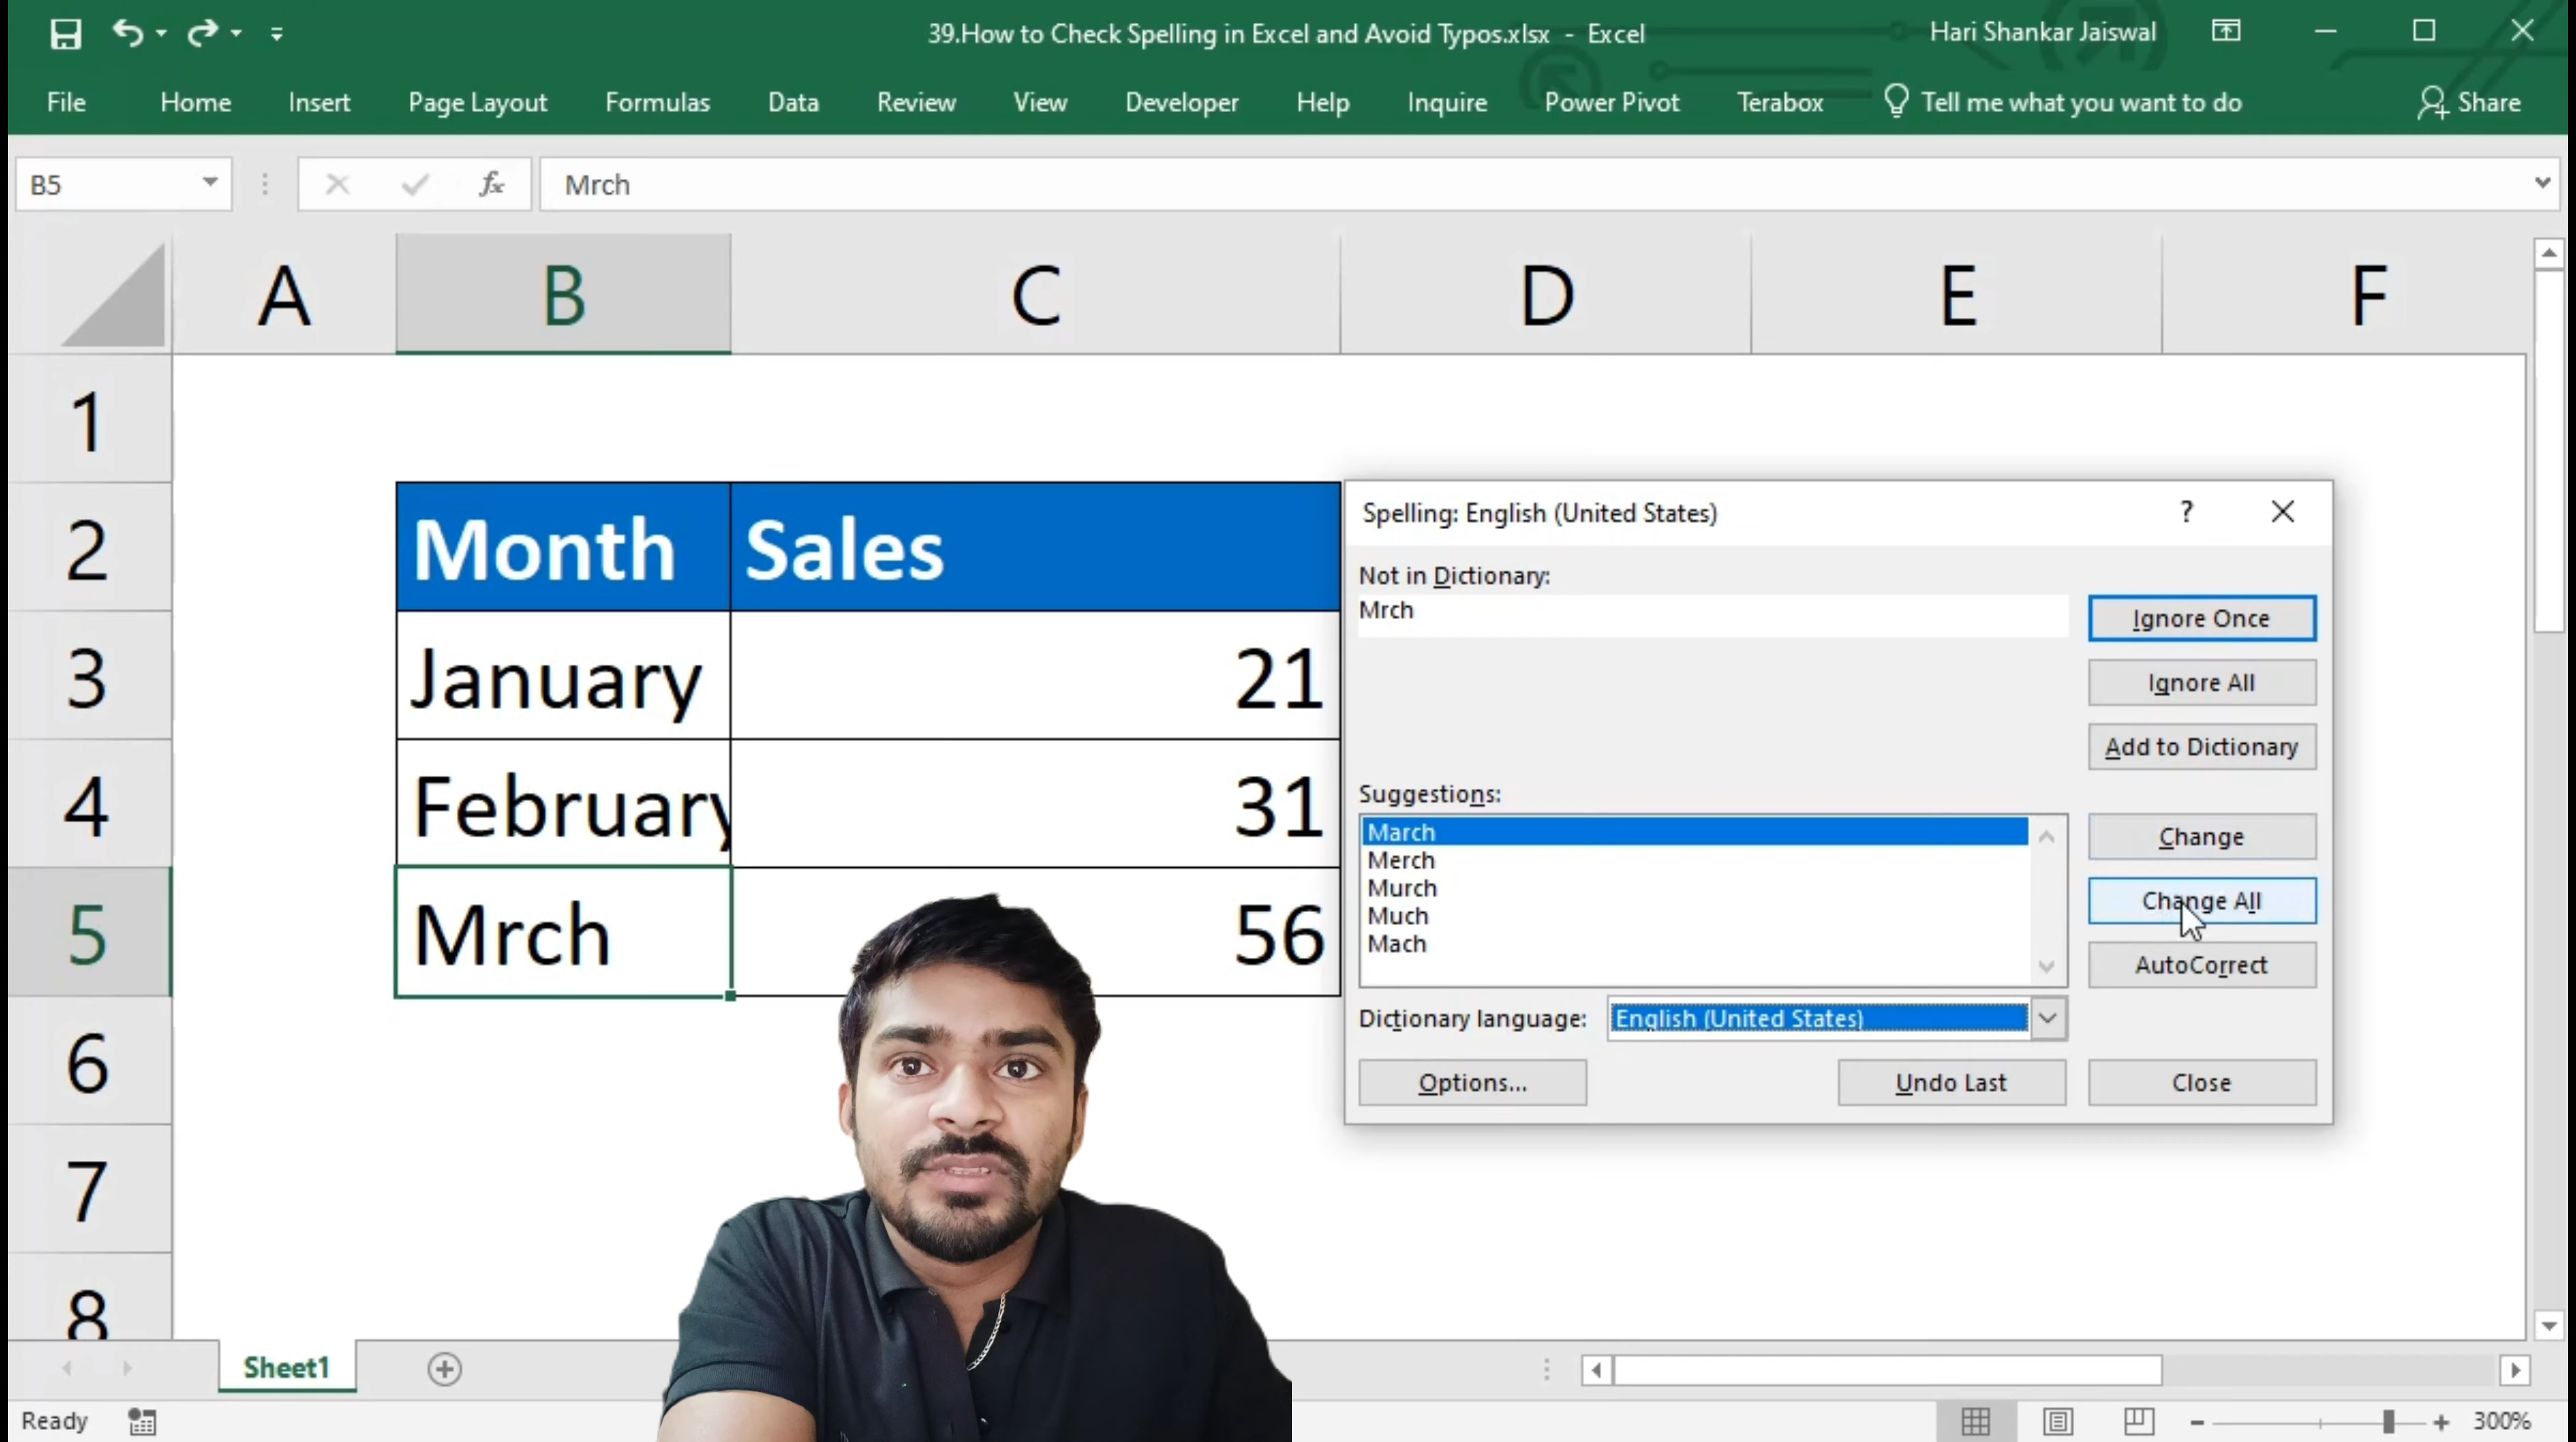 39.How to Check Spelling in Excel and Avoid Typos.xlsx - Excel
Hari Shankar Jaiswal
File Home Insert Page Layout Formulas Data Review View Developer Help Inquire Power Pivot Terabox Tell me what you want to do Share
B5 fx Mrch
A B C D E F
1
2 Month Sales
3 January 21
4 February 31
5 Mrch 56
6
7
8
Spelling: English (United States) ?
Not in Dictionary:
Mrch
Ignore Once
Ignore All
Add to Dictionary
Suggestions:
March
Merch
Murch
Much
Mach
Change
Change All
AutoCorrect
Dictionary language: English (United States)
Options... Undo Last Close
Sheet1
Ready 300%